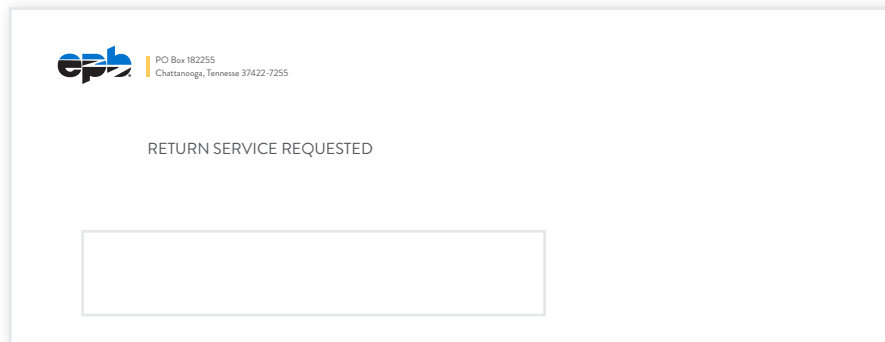 epb
PO Box 182255
Chattanooga, Tennesse 37422-7255
RETURN SERVICE REQUESTED